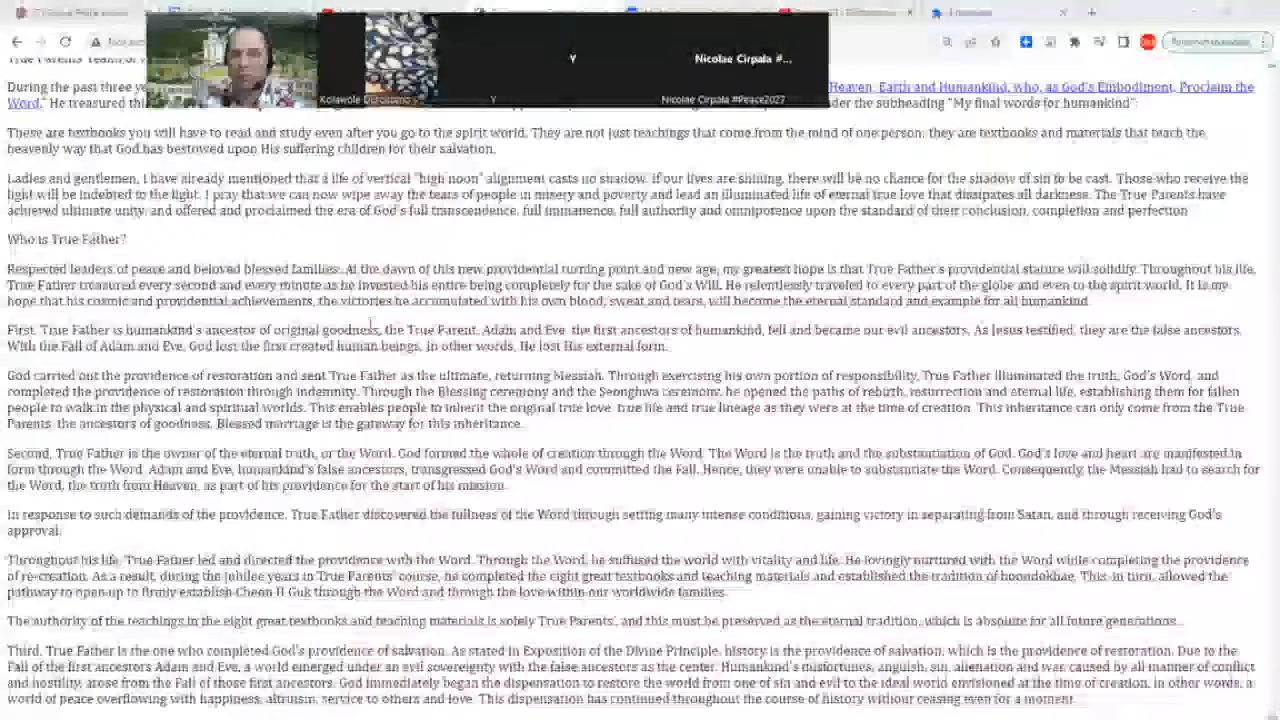 During the past three ye
Heaven, Earth and Humankind, who, as God's Embodiment, Proclaim the
Word." He treasured thi
der the subheading "My final words for humankind":
Kolawole
Y
Y
Nicolae Cirpala #...
Nicolae Cirpala #Peace2027
These are textbooks you will have to read and study even after you go to the spirit world. They are not just teachings that come from the mind of one person; they are textbooks and materials that teach the
heavenly way that God has bestowed upon His suffering children for their salvation.
Ladies and gentlemen, I have already mentioned that a life of vertical "high noon" alignment casts no shadow. If our lives are shining, there will be no chance for the shadow of sin to be cast. Those who receive the
light will be indebted to the light. I pray that we can now wipe away the tears of people in misery and poverty and lead an illuminated life of eternal true love that dissipates all darkness. The True Parents have
achieved ultimate unity, and offered and proclaimed the era of God's full transcendence, full immanence, full authority and omnipotence upon the standard of their conclusion, completion and perfection
Who is True Father?
Respected leaders of peace and beloved blessed families: At the dawn of this new providential turning point and new age, my greatest hope is that True Father's providential stature will solidify. Throughout his life,
True Father treasured every second and every minute as he invested his entire being completely for the sake of God's Will. He relentlessly traveled to every part of the globe and even to the spirit world. It is my
hope that his cosmic and providential achievements, the victories he accumulated with his own blood, sweat and tears, will become the eternal standard and example for all humankind.
First, True Father is humankind's ancestor of original goodness, the True Parent. Adam and Eve, the first ancestors of humankind, fell and became our evil ancestors. As Jesus testified, they are the false ancestors.
With the Fall of Adam and Eve, God lost the first created human beings, in other words, He lost His external form.
God carried out the providence of restoration and sent True Father as the ultimate, returning Messiah. Through exercising his own portion of responsibility, True Father illuminated the truth, God's Word, and
completed the providence of restoration through indemnity. Through the Blessing ceremony and the Seonghwa ceremony, he opened the paths of rebirth, resurrection and eternal life, establishing them for fallen
people to walk in the physical and spiritual worlds. This enables people to inherit the original true love, true life and true lineage as they were at the time of creation. This inheritance can only come from the True
Parents, the ancestors of goodness. Blessed marriage is the gateway for this inheritance.
Second, True Father is the owner of the eternal truth, or the Word. God formed the whole of creation through the Word. The Word is the truth and the substantiation of God. God's love and heart are manifested in
form through the Word. Adam and Eve, humankind's false ancestors, transgressed God's Word and committed the Fall. Hence, they were unable to substantiate the Word. Consequently, the Messiah had to search for
the Word, the truth from Heaven, as part of his providence for the start of his mission.
In response to such demands of the providence, True Father discovered the fullness of the Word through setting many intense conditions, gaining victory in separating from Satan, and through receiving God's
approval.
Throughout his life, True Father led and directed the providence with the Word. Through the Word, he suffused the world with vitality and life. He lovingly nurtured with the Word while completing the providence
of re-creation. As a result, during the jubilee years in True Parents' course, he completed the eight great textbooks and teaching materials and established the tradition of hoondokhae. This, in turn, allowed the
pathway to open up to firmly establish Cheon Il Guk through the Word and through the love within our worldwide families.
The authority of the teachings in the eight great textbooks and teaching materials is solely True Parents', and this must be preserved as the eternal tradition, which is absolute for all future generations.
Third, True Father is the one who completed God's providence of salvation. As stated in Exposition of the Divine Principle, history is the providence of salvation, which is the providence of restoration. Due to the
Fall of the first ancestors Adam and Eve, a world emerged under an evil sovereignty with the false ancestors as the center. Humankind's misfortunes, anguish, sin, alienation and war caused by all manner of conflict
and hostility, arose from the Fall of those first ancestors. God immediately began the dispensation to restore the world from one of sin and evil to the ideal world envisioned at the time of creation, in other words, a
world of peace overflowing with happiness, altruism, service to others and love. This dispensation has continued throughout the course of history without ceasing even for a moment.